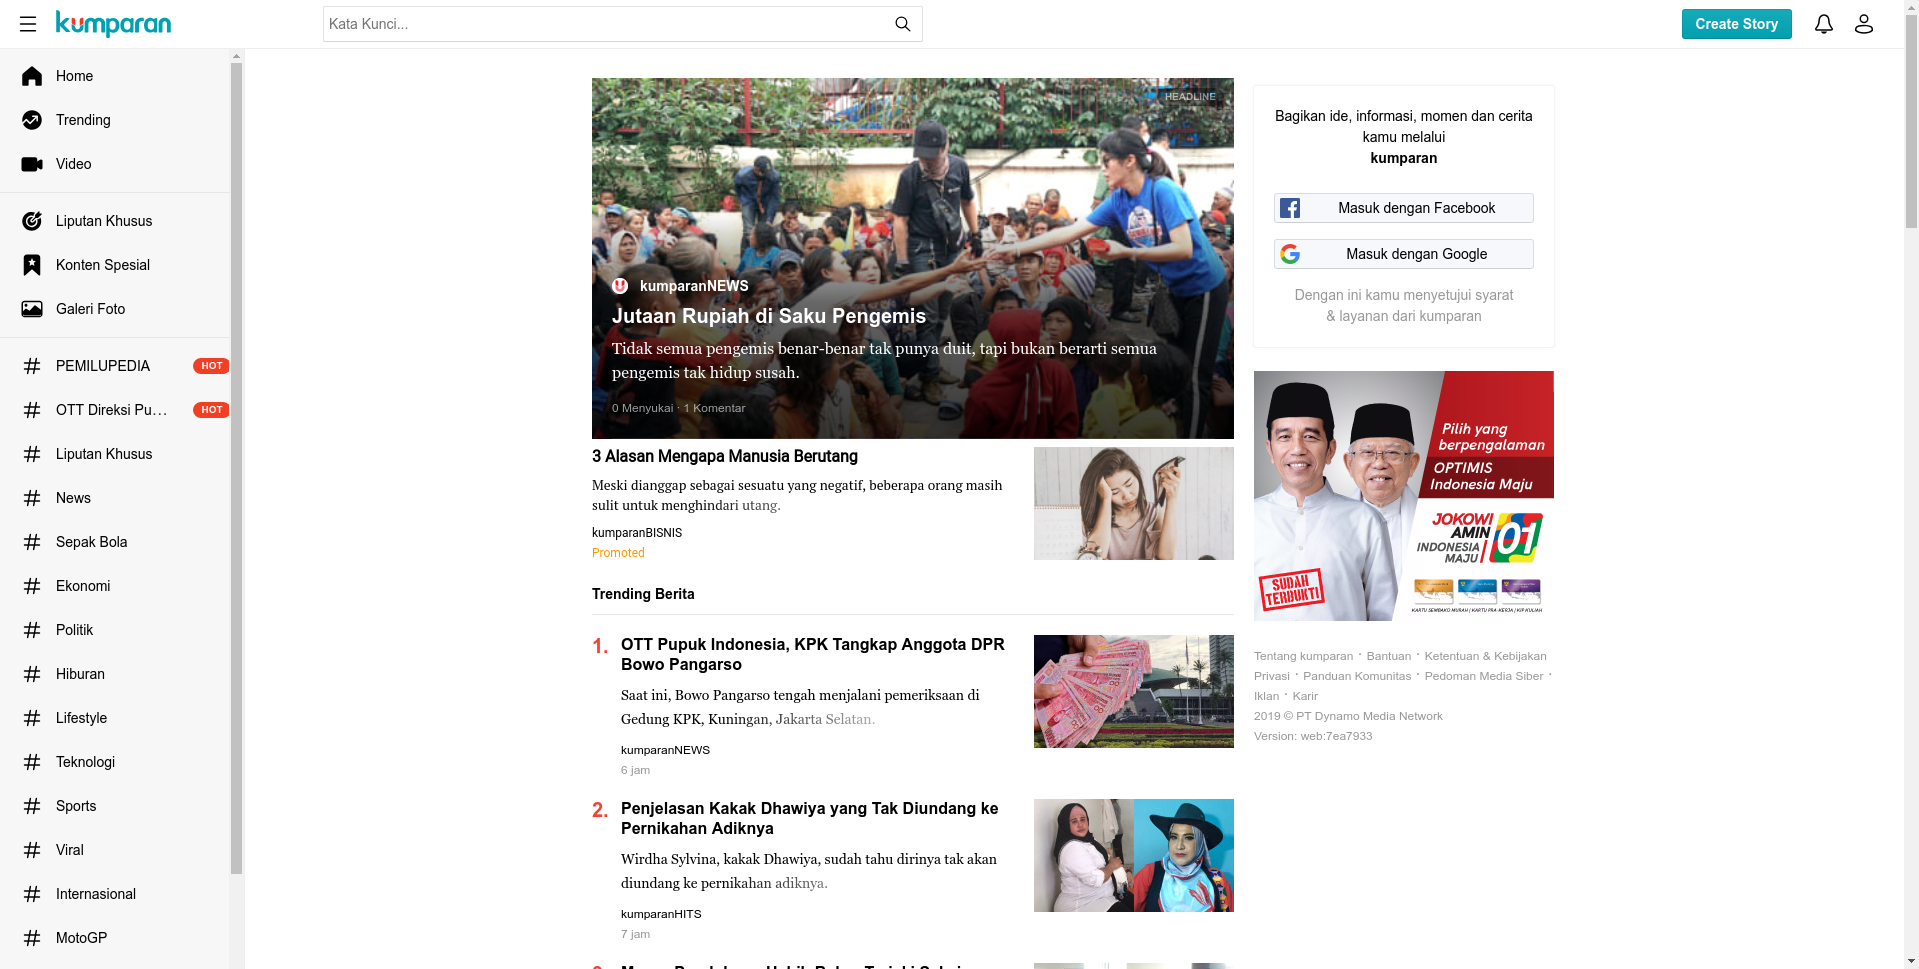 kumparan
Kata Kunci...
Create Story
Home
Trending
Video
Liputan Khusus
Konten Spesial
Galeri Foto
PEMILUPEDIA
HOT
OTT Direksi Pu...
HOT
Liputan Khusus
News
Sepak Bola
Ekonomi
Politik
Hiburan
Lifestyle
Teknologi
Sports
Viral
Internasional
MotoGP
HEADLINE
kumparanNEWS
Jutaan Rupiah di Saku Pengemis
Tidak semua pengemis benar-benar tak punya duit, tapi bukan berarti semua
pengemis tak hidup susah.
0 Menyukai · 1 Komentar
3 Alasan Mengapa Manusia Berutang
Meski dianggap sebagai sesuatu yang negatif, beberapa orang masih
sulit untuk menghindari utang.
kumparanBISNIS
Promoted
Trending Berita
1.
OTT Pupuk Indonesia, KPK Tangkap Anggota DPR
Bowo Pangarso
Saat ini, Bowo Pangarso tengah menjalani pemeriksaan di
Gedung KPK, Kuningan, Jakarta Selatan.
kumparanNEWS
6 jam
2.
Penjelasan Kakak Dhawiya yang Tak Diundang ke
Pernikahan Adiknya
Wirdha Sylvina, kakak Dhawiya, sudah tahu dirinya tak akan
diundang ke pernikahan adiknya.
kumparanHITS
7 jam
Bagikan ide, informasi, momen dan cerita
kamu melalui
kumparan
Masuk dengan Facebook
Masuk dengan Google
Dengan ini kamu menyetujui syarat
& layanan dari kumparan
Pilih yang
berpengalaman
OPTIMIS
Indonesia Maju
JOKOWI
AMIN
INDONESIA
MAJU
01
SUDAH
TERBUKTI
KARTU SEMBAKO MURAH | KARTU PRA-KERJA | KIP KULIAH
Tentang kumparan · Bantuan · Ketentuan & Kebijakan
Privasi · Panduan Komunitas · Pedoman Media Siber ·
Iklan · Karir
2019 © PT Dynamo Media Network
Version: web:7ea7933